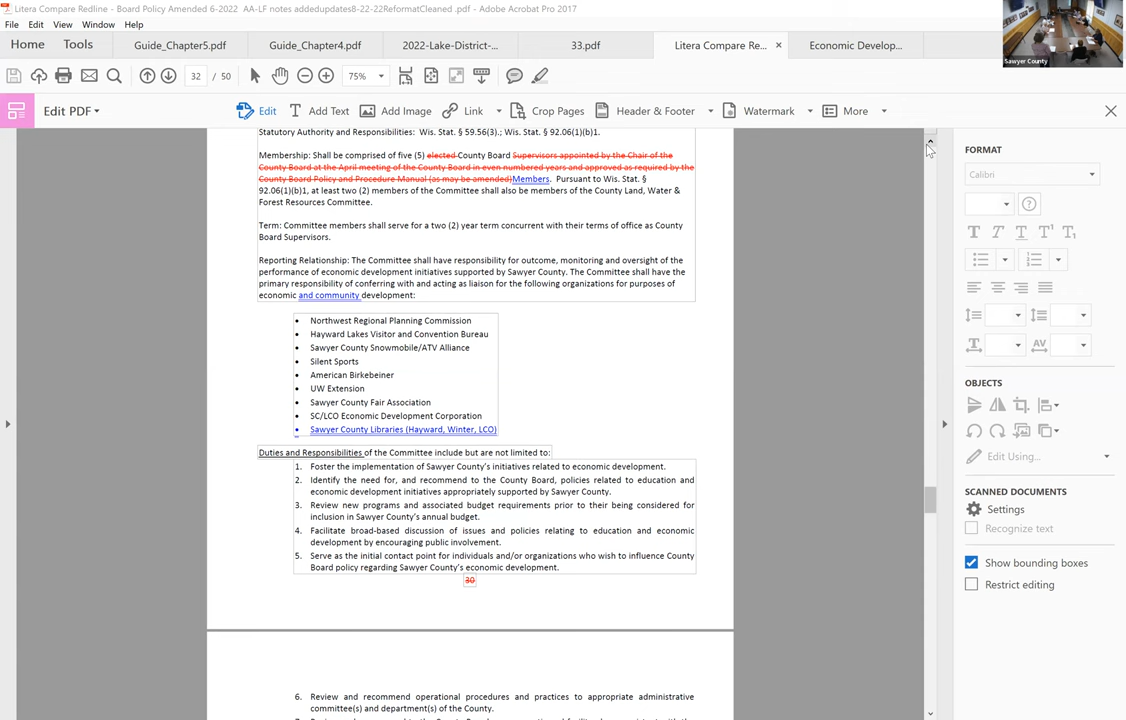 Litera Compare Redline - Board Policy Amended 6-2022 AA-LF notes addedupdates8-22-22ReformatCleaned .pdf - Adobe Acrobat Pro 2017
File Edit View Window Help
Home Tools Guide_Chapter5.pdf Guide_Chapter4.pdf 2022-Lake-District-... 33.pdf Litera Compare Re... × Economic Develop...
Sawyer County
32 / 50 75%
Edit PDF Edit Add Text Add Image Link Crop Pages Header & Footer Watermark More
Statutory Authority and Responsibilities: Wis. Stat. § 59.56(3).; Wis. Stat. § 92.06(1)(b)1.
Membership: Shall be comprised of five (5) elected County Board Supervisors appointed by the Chair of the
County Board at the April meeting of the County Board in even numbered years and approved as required by the
County Board Policy and Procedure Manual (as may be amended)Members. Pursuant to Wis. Stat. §
92.06(1)(b)1, at least two (2) members of the Committee shall also be members of the County Land, Water &
Forest Resources Committee.
Term: Committee members shall serve for a two (2) year term concurrent with their terms of office as County
Board Supervisors.
Reporting Relationship: The Committee shall have responsibility for outcome, monitoring and oversight of the
performance of economic development initiatives supported by Sawyer County. The Committee shall have the
primary responsibility of conferring with and acting as liaison for the following organizations for purposes of
economic and community development:
• Northwest Regional Planning Commission
• Hayward Lakes Visitor and Convention Bureau
• Sawyer County Snowmobile/ATV Alliance
• Silent Sports
• American Birkebeiner
• UW Extension
• Sawyer County Fair Association
• SC/LCO Economic Development Corporation
• Sawyer County Libraries (Hayward, Winter, LCO)
Duties and Responsibilities of the Committee include but are not limited to:
1. Foster the implementation of Sawyer County's initiatives related to economic development.
2. Identify the need for, and recommend to the County Board, policies related to education and
economic development initiatives appropriately supported by Sawyer County.
3. Review new programs and associated budget requirements prior to their being considered for
inclusion in Sawyer County's annual budget.
4. Facilitate broad-based discussion of issues and policies relating to education and economic
development by encouraging public involvement.
5. Serve as the initial contact point for individuals and/or organizations who wish to influence County
Board policy regarding Sawyer County's economic development.
30
6. Review and recommend operational procedures and practices to appropriate administrative
committee(s) and department(s) of the County.
FORMAT
Calibri
OBJECTS
Edit Using...
SCANNED DOCUMENTS
Settings
Recognize text
Show bounding boxes
Restrict editing